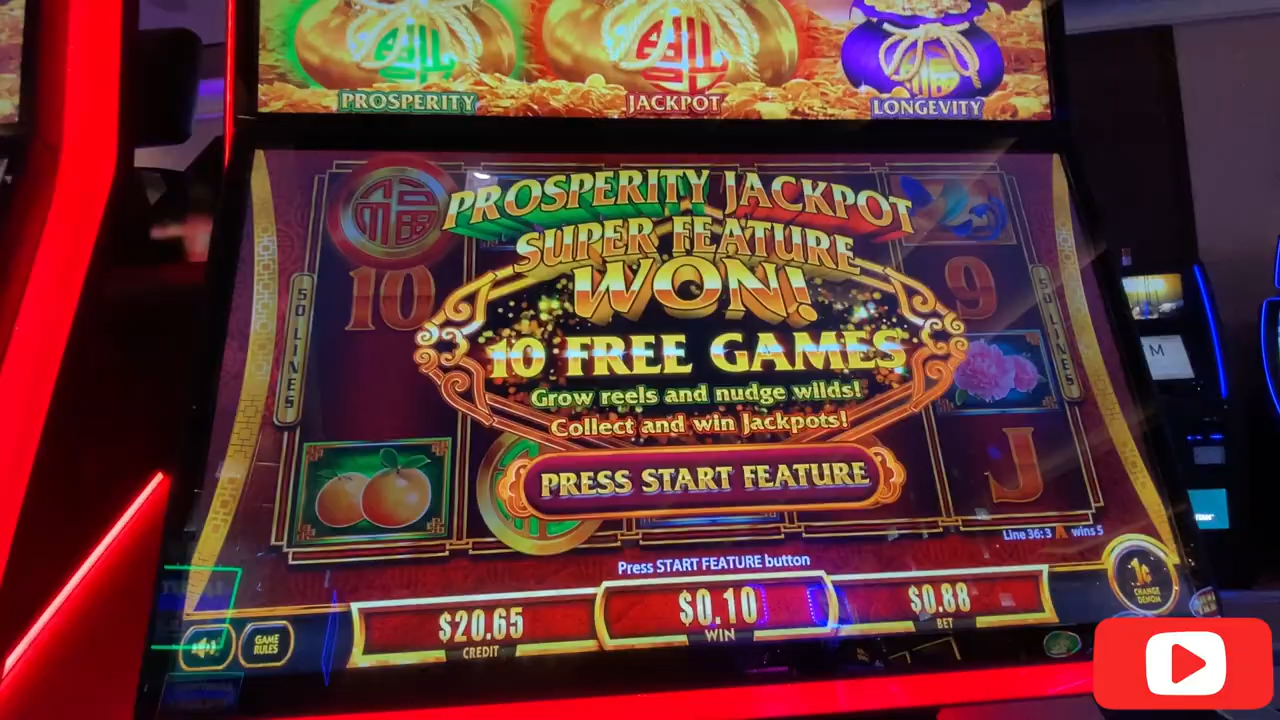 PROSPERITY
JACKPOT
LONGEVITY
福
PROSPERITY JACKPOT
SUPER FEATURE
WON!
10
9
50 LINES
50 LINES
10 FREE GAMES
Grow reels and nudge wilds!
Collect and win Jackpots!
PRESS START FEATURE
J
Line 36: 3 A wins 5
Press START FEATURE button
$20.65
CREDIT
$0.10
WIN
$0.88
BET
1¢
CHANGE
DENOM
GAME
RULES
M